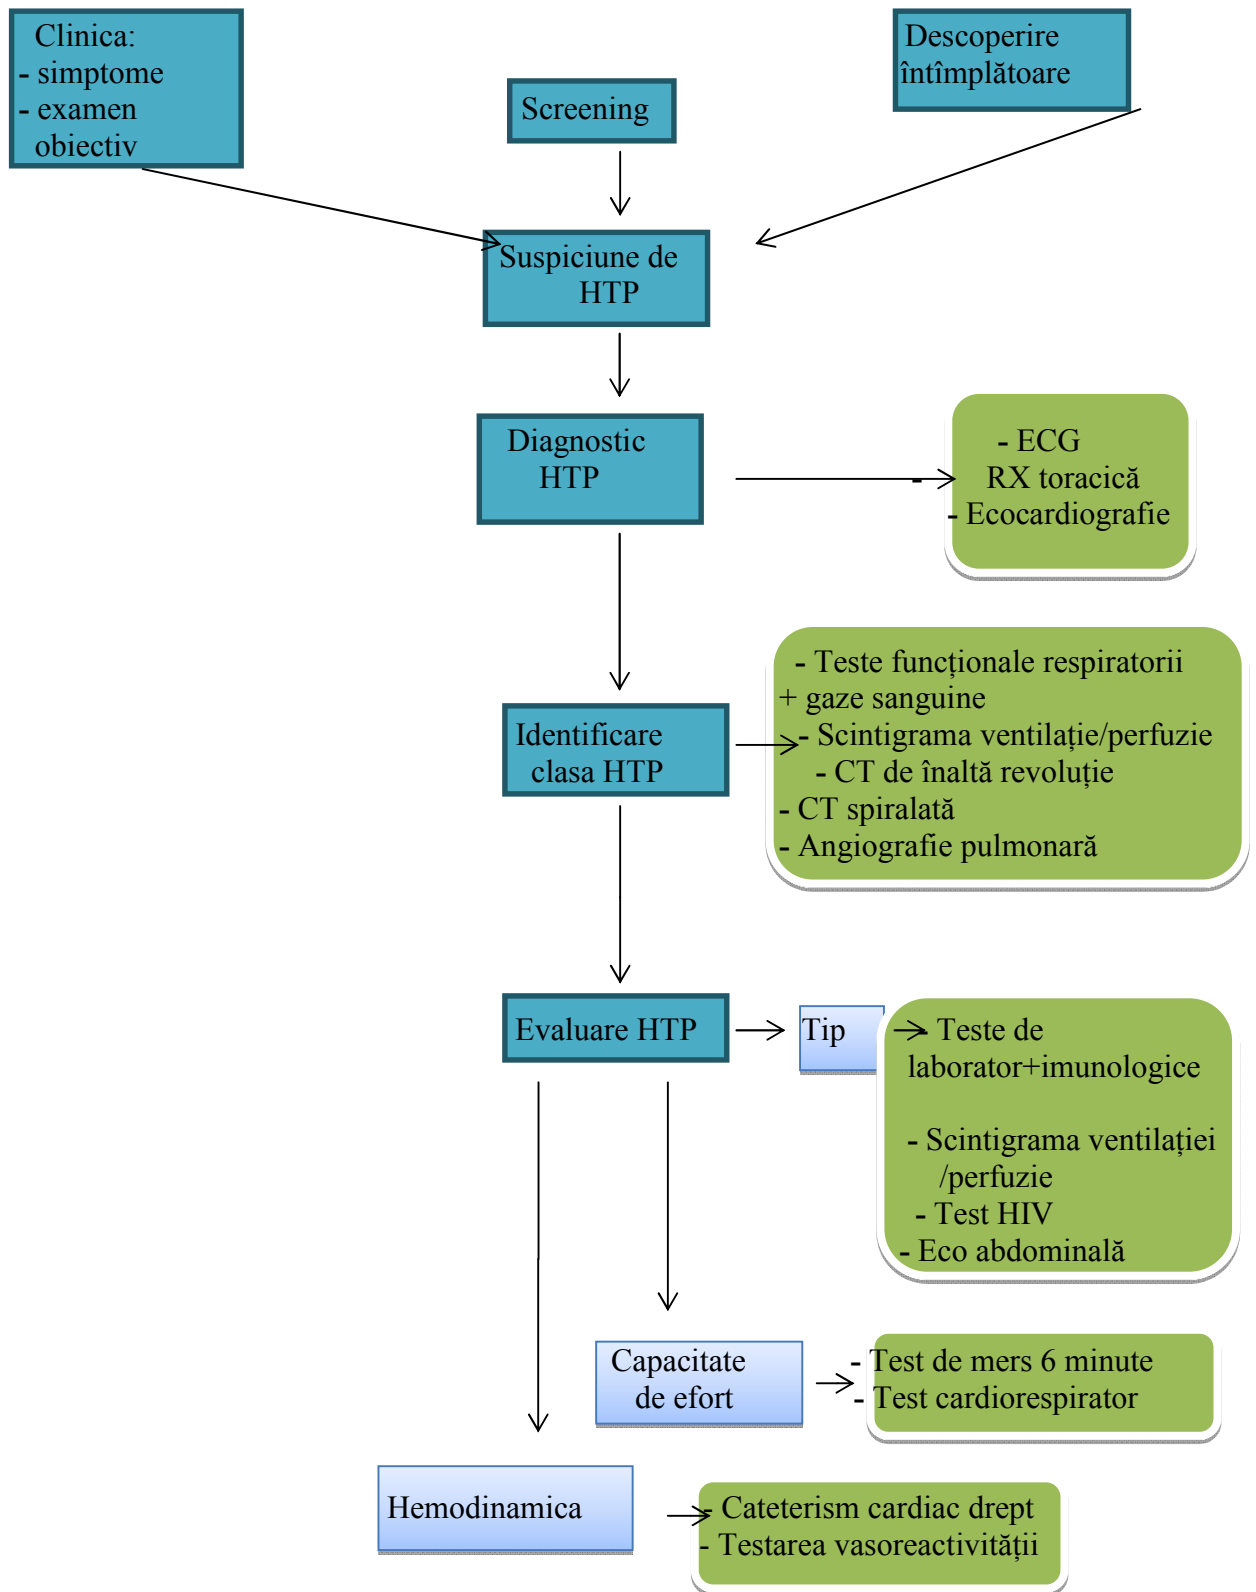 Clinica:
- simptome
- examen
obiectiv
Screening
Descoperire
întîmplătoare
Suspiciune de
HTP
Diagnostic
HTP
- ECG
- RX toracică
- Ecocardiografie
Identificare
clasa HTP
- Teste funcționale respiratorii
+ gaze sanguine
- Scintigrama ventilație/perfuzie
- CT de înaltă revoluție
- CT spiralată
- Angiografie pulmonară
Evaluare HTP
Tip
- Teste de
laborator+imunologice
- Scintigrama ventilației
/perfuzie
- Test HIV
- Eco abdominală
Capacitate
de efort
- Test de mers 6 minute
- Test cardiorespirator
Hemodinamica
- Cateterism cardiac drept
- Testarea vasoreactivității